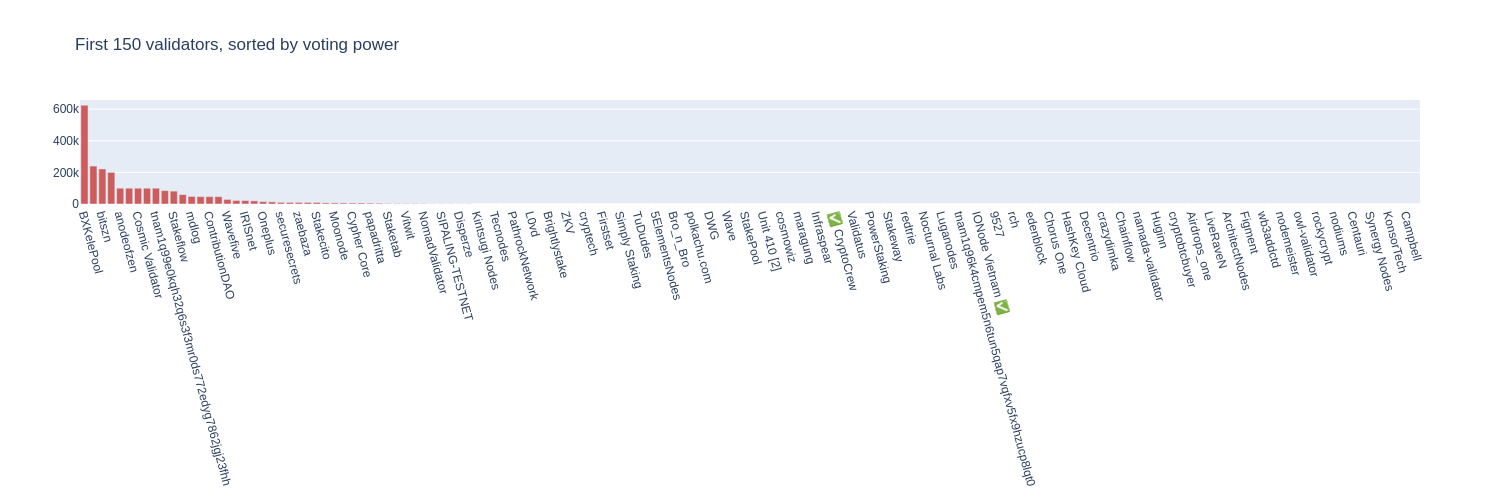 First 150 validators, sorted by voting power
600k
400k
200k
0
BXKelePool
bitszn
anodeofzen
Cosmic Validator
tnam1q99e0kqh32q6s3f3mr0ds772edyg7862jgj23fhh
Stakeflow
mdlog
ContributionDAO
Wavefive
IRISnet
Oneplus
securesecrets
zaebaza
Stakecito
Moonode
Cypher Core
papadritta
Staketab
Vitwit
NomadValidator
SIPALING-TESTNET
Disperze
Kintsugi Nodes
Tecnodes
PathrockNetwork
L0vd
Brightlystake
ZKV
cryptech
Firstset
Simply Staking
TuDudes
5ElementsNodes
Bro_n_Bro
polkachu.com
DWG
Wave
StakePool
Unit 410 [2]
cosmowiz
maragung
Infraspear
✅ CryptoCrew
Validatus
PowerStaking
Stakeway
redtrie
Nocturnal Labs
Luganodes
tnam1q96k4cmpem5n6tun5qap7vqfxv5fx9hzucp8lqt0
IONode Vietnam ✅
9527
rch
edenblock
Chorus One
HashKey Cloud
Decentrio
crazydimka
Chainflow
namada-validator
Huginn
cryptobtcbuyer
Airdrops_one
LiveRaveN
ArchitectNodes
Figment
wb3addctd
nodemeister
owl-validator
rockycrypt
nodiums
Centauri
Synergy Nodes
KonsorTech
Campbell